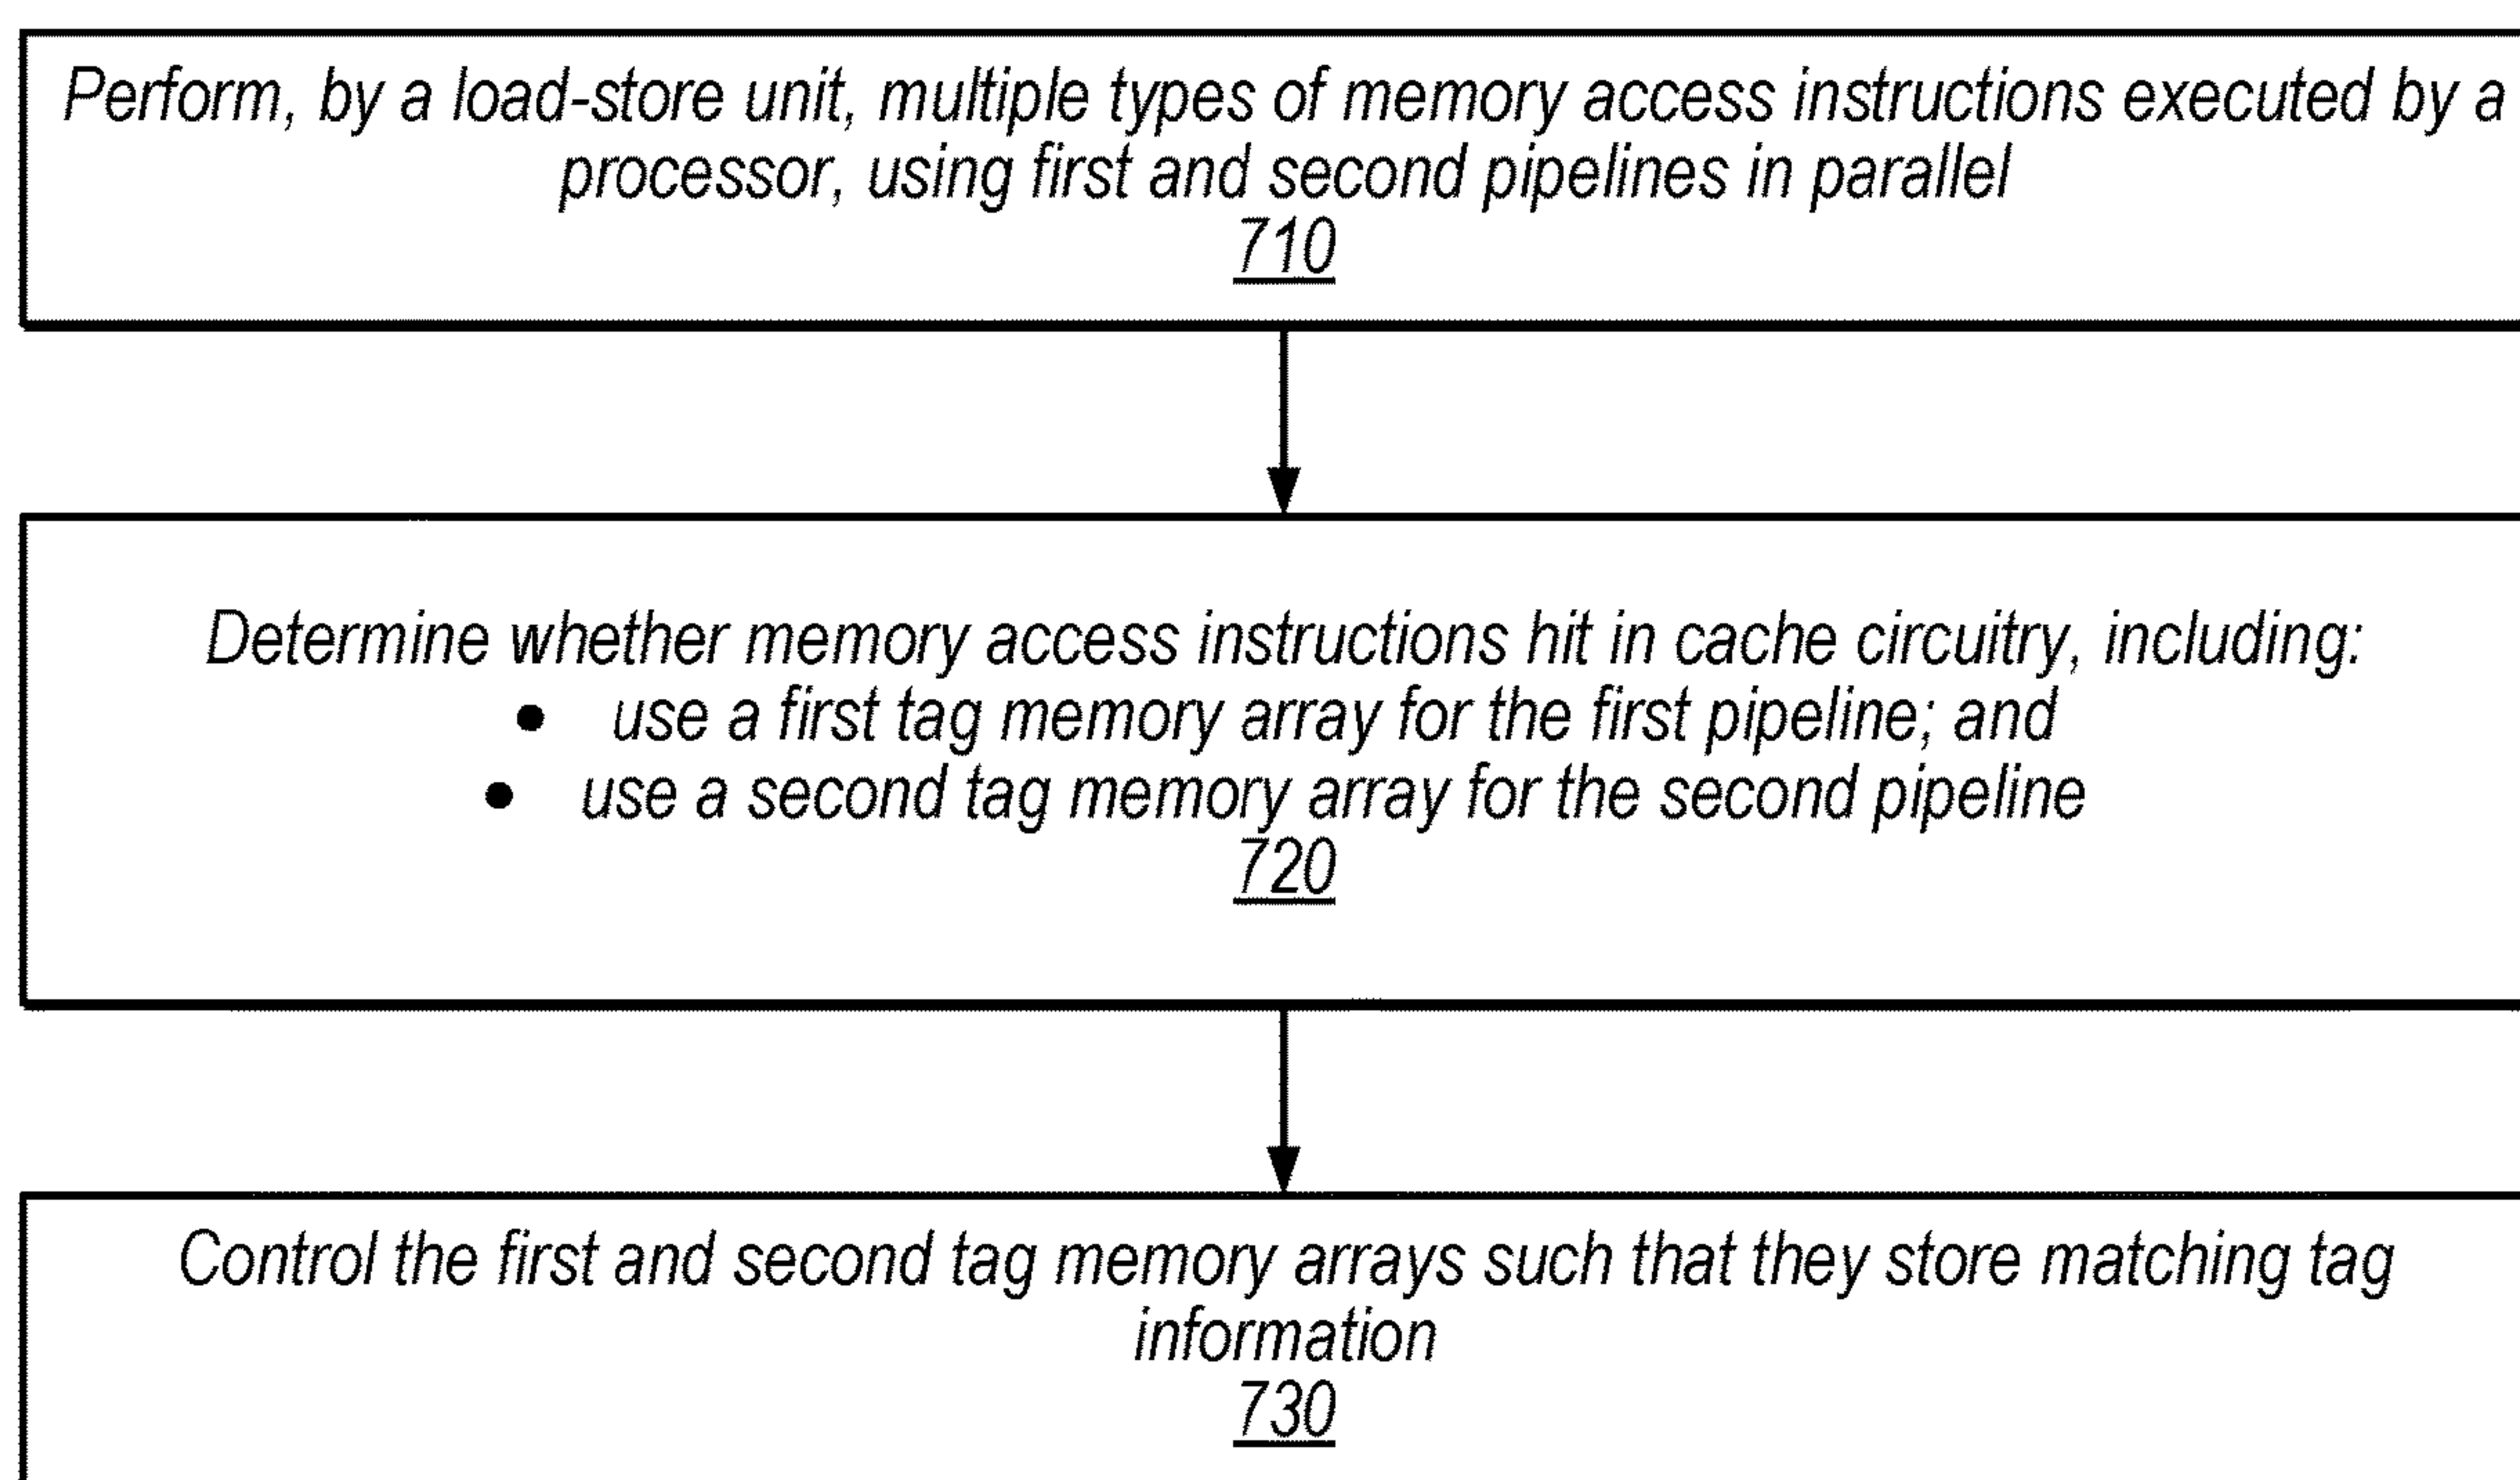 Perform, by a load-store unit, multiple types of memory access instructions executed by a
processor, using first and second pipelines in parallel
710
Determine whether memory access instructions hit in cache circuitry, including:
• use a first tag memory array for the first pipeline; and
• use a second tag memory array for the second pipeline
720
Control the first and second tag memory arrays such that they store matching tag
information
730